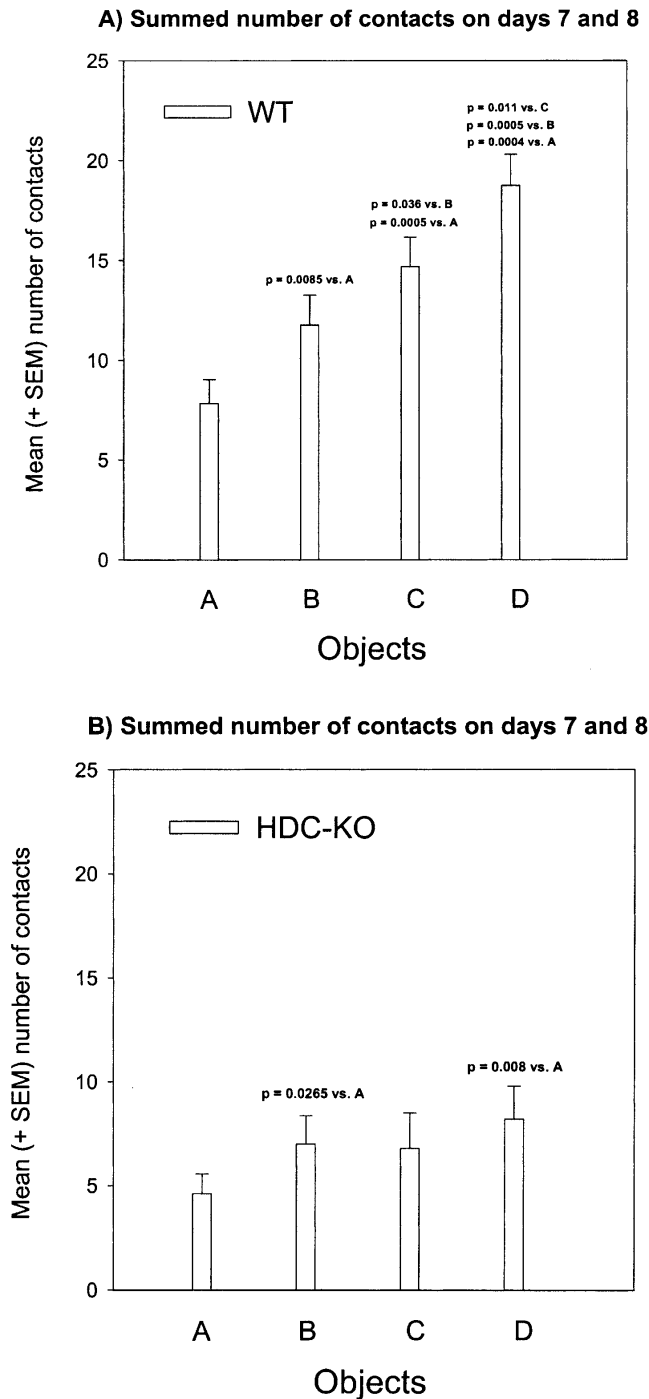 A) Summed number of contacts on days 7 and 8
25
20
15
10
5
0
Mean (+ SEM) number of contacts
WT
p = 0.0085 vs. A
p = 0.036 vs. B
p = 0.0005 vs. A
p = 0.011 vs. C
p = 0.0005 vs. B
p = 0.0004 vs. A
A B C D
Objects
B) Summed number of contacts on days 7 and 8
25
20
15
10
5
0
Mean (+ SEM) number of contacts
HDC-KO
p = 0.0265 vs. A
p = 0.008 vs. A
A B C D
Objects